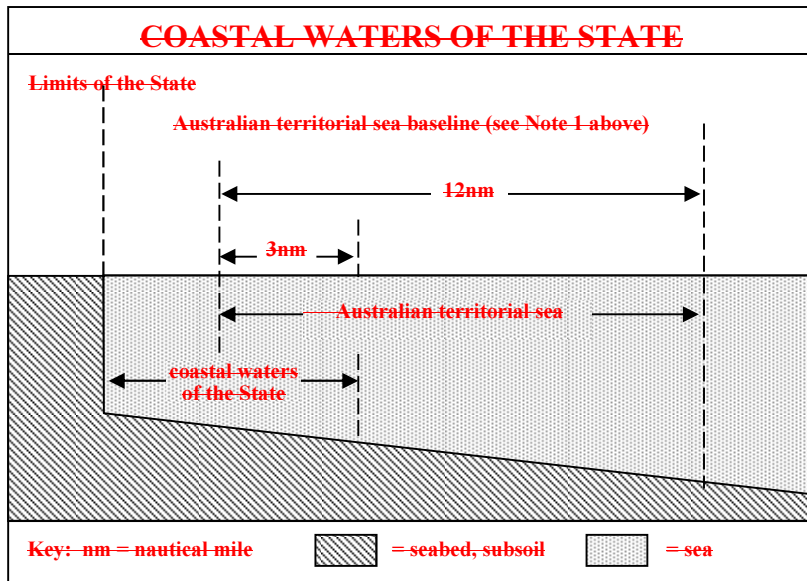 COASTAL WATERS OF THE STATE
Limits of the State
Australian territorial sea baseline (see Note 1 above)
12nm
3nm
Australian territorial sea
coastal waters
of the State
Key: nm = nautical mile = seabed, subsoil = sea